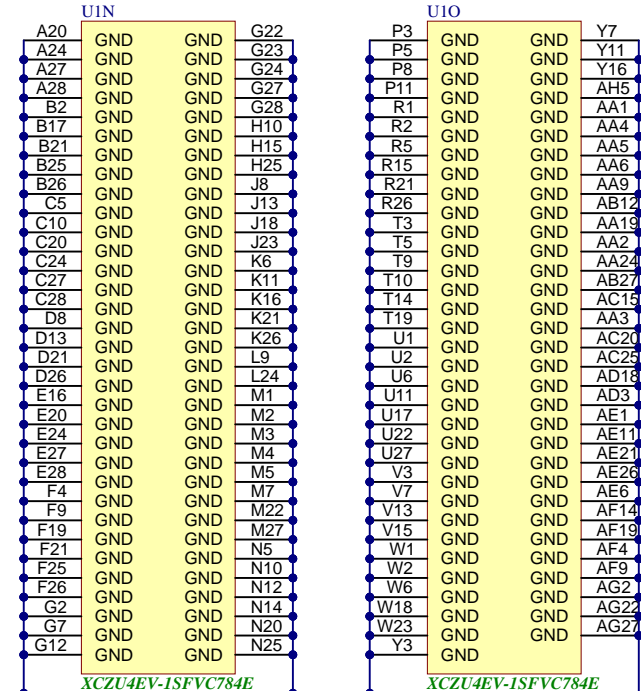 U1N
A20 GND GND G22
A24 GND GND G23
A27 GND GND G24
A28 GND GND G27
B2 GND GND G28
B17 GND GND H10
B21 GND GND H15
B25 GND GND H25
B26 GND GND J8
C5 GND GND J13
C10 GND GND J18
C20 GND GND J23
C24 GND GND K6
C27 GND GND K11
C28 GND GND K16
D8 GND GND K21
D13 GND GND K26
D21 GND GND L9
D26 GND GND L24
E16 GND GND M1
E20 GND GND M2
E24 GND GND M3
E27 GND GND M4
E28 GND GND M5
F4 GND GND M7
F9 GND GND M22
F19 GND GND M27
F21 GND GND N5
F25 GND GND N10
F26 GND GND N12
G2 GND GND N14
G7 GND GND N20
G12 GND GND N25
XCZU4EV-1SFVC784E
U1O
P3 GND GND Y7
P5 GND GND Y11
P8 GND GND Y16
P11 GND GND AH5
R1 GND GND AA1
R2 GND GND AA4
R5 GND GND AA5
R15 GND GND AA6
R21 GND GND AA9
R26 GND GND AB12
T3 GND GND AA19
T5 GND GND AA2
T9 GND GND AA24
T10 GND GND AB27
T14 GND GND AC15
T19 GND GND AA3
U1 GND GND AC20
U2 GND GND AC25
U6 GND GND AD18
U11 GND GND AD3
U17 GND GND AE1
U22 GND GND AE11
U27 GND GND AE21
V3 GND GND AE26
V7 GND GND AE6
V13 GND GND AF14
V15 GND GND AF19
W1 GND GND AF4
W2 GND GND AF9
W6 GND GND AG2
W18 GND GND AG22
W23 GND GND AG27
Y3 GND
XCZU4EV-1SFVC784E